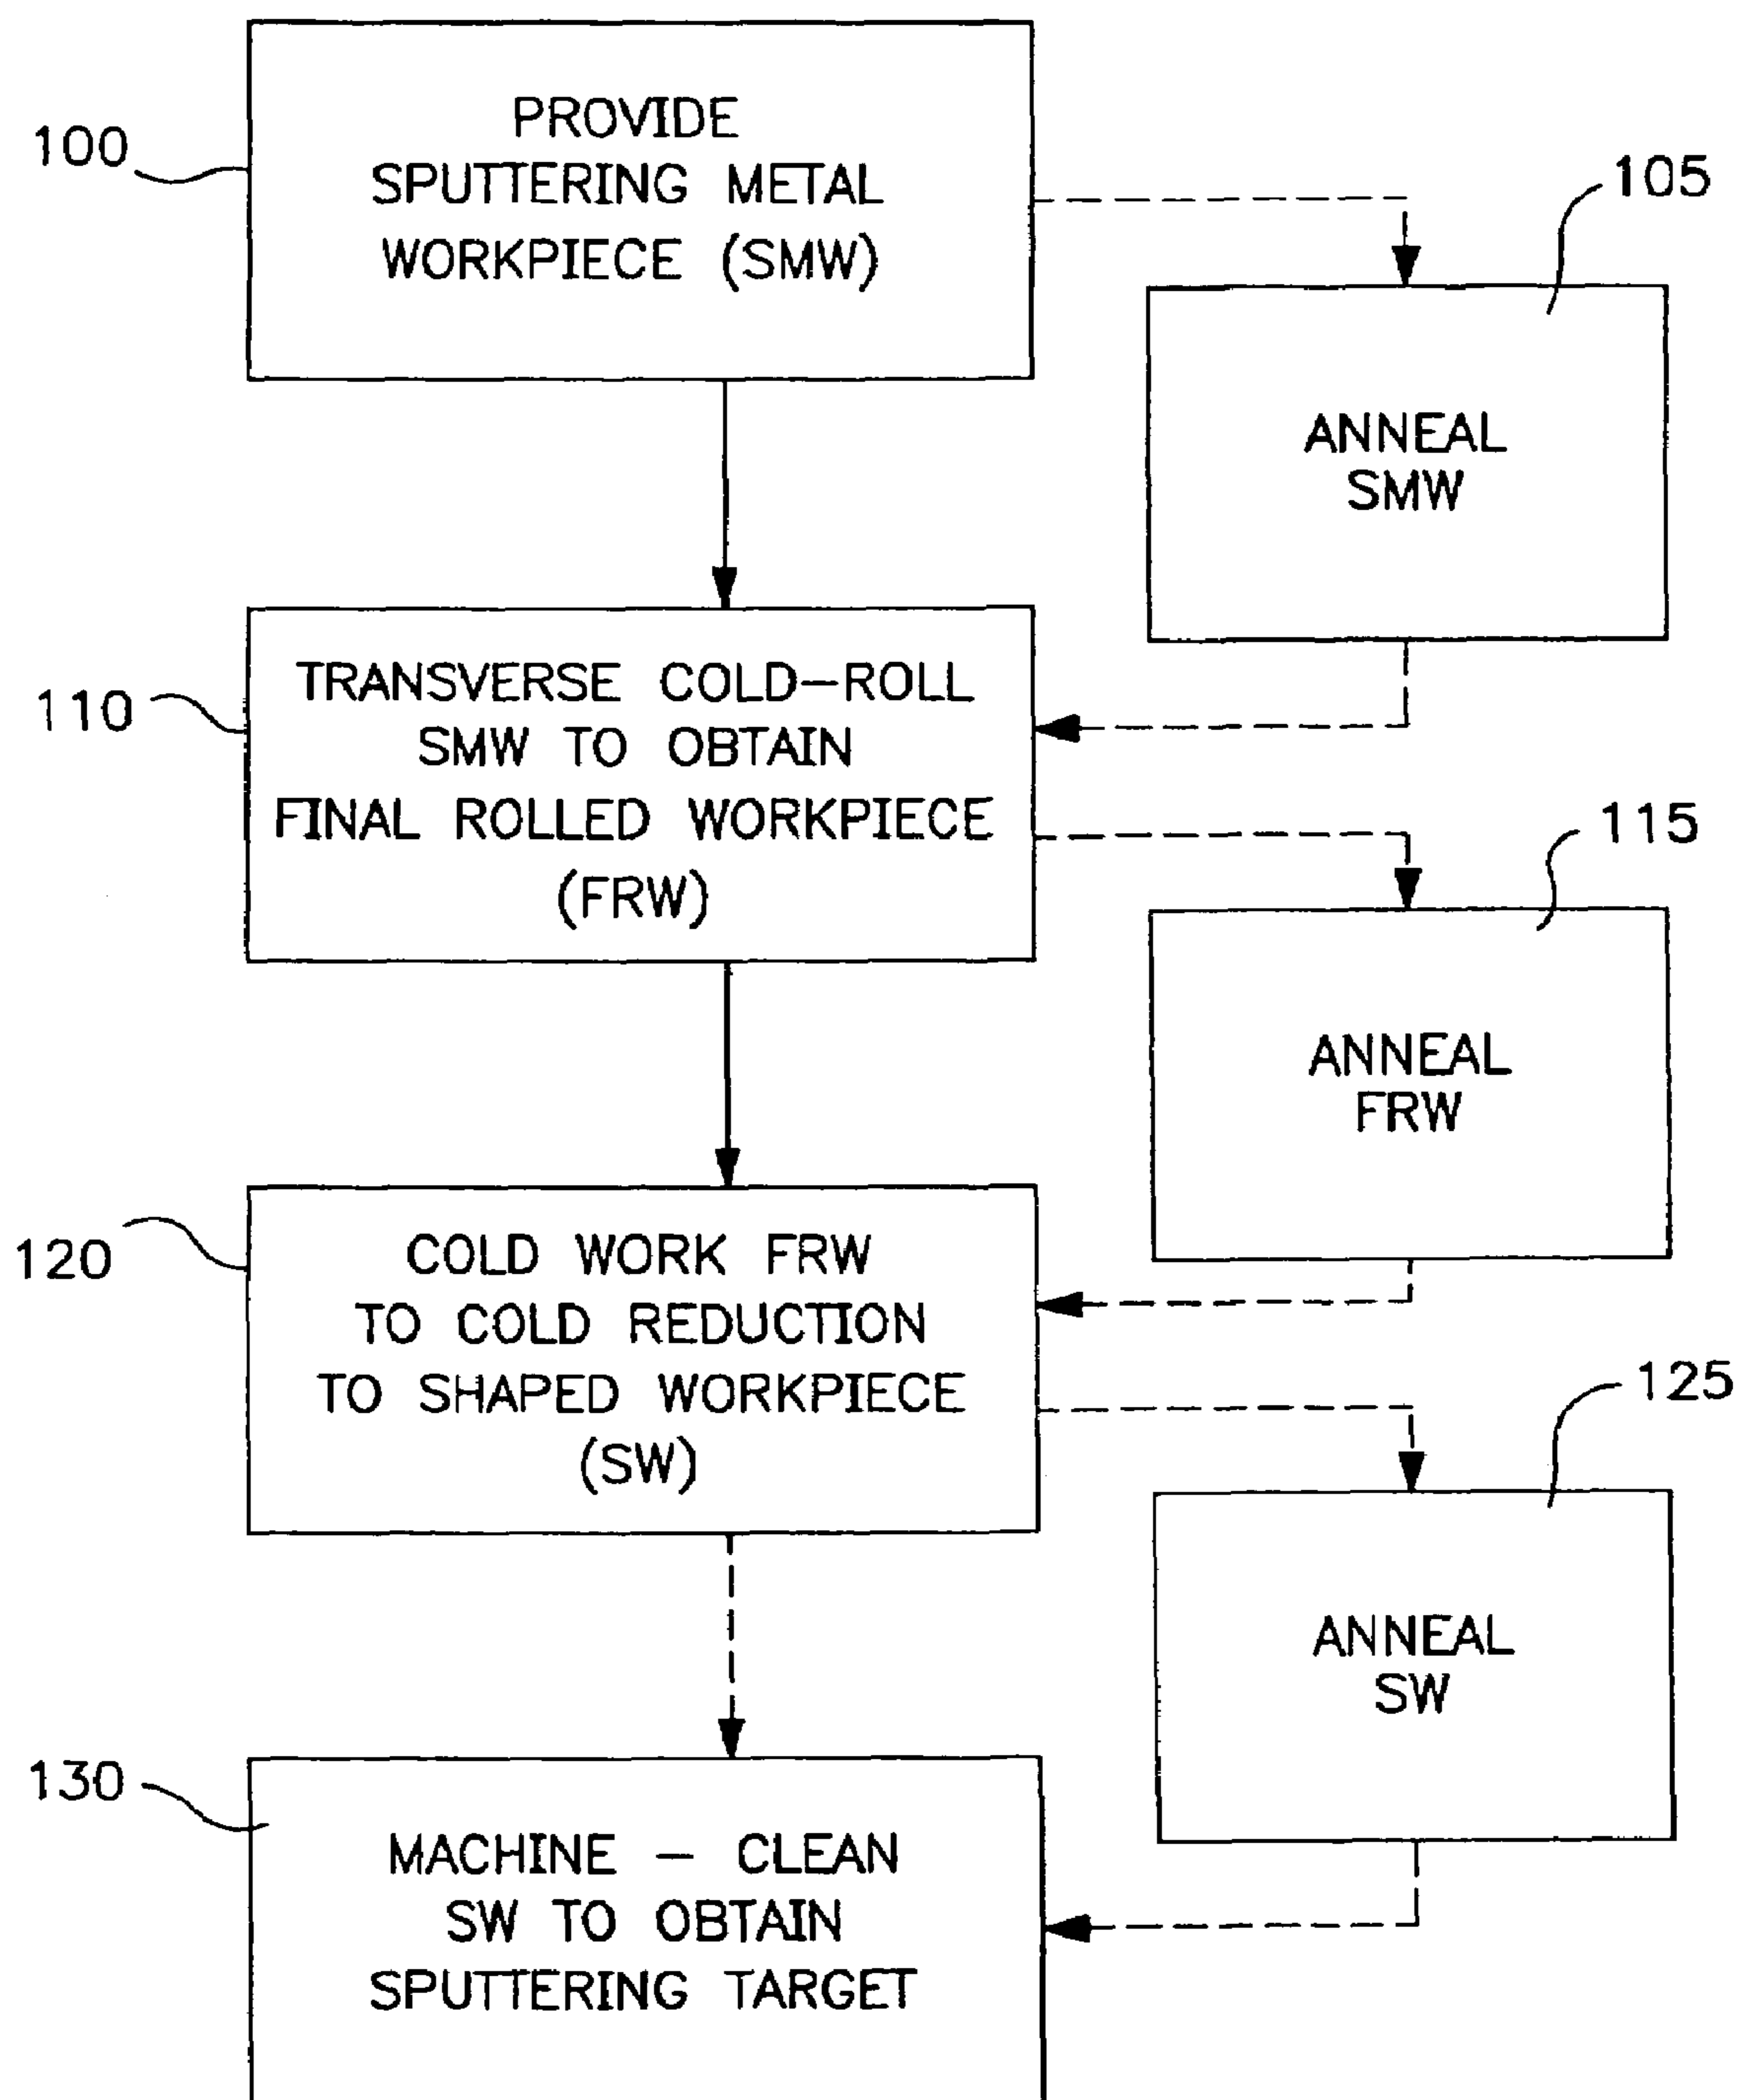 100
PROVIDE
SPUTTERING METAL
WORKPIECE (SMW)
105
ANNEAL
SMW
110
TRANSVERSE COLD-ROLL
SMW TO OBTAIN
FINAL ROLLED WORKPIECE
(FRW)
115
ANNEAL
FRW
120
COLD WORK FRW
TO COLD REDUCTION
TO SHAPED WORKPIECE
(SW)
125
ANNEAL
SW
130
MACHINE - CLEAN
SW TO OBTAIN
SPUTTERING TARGET